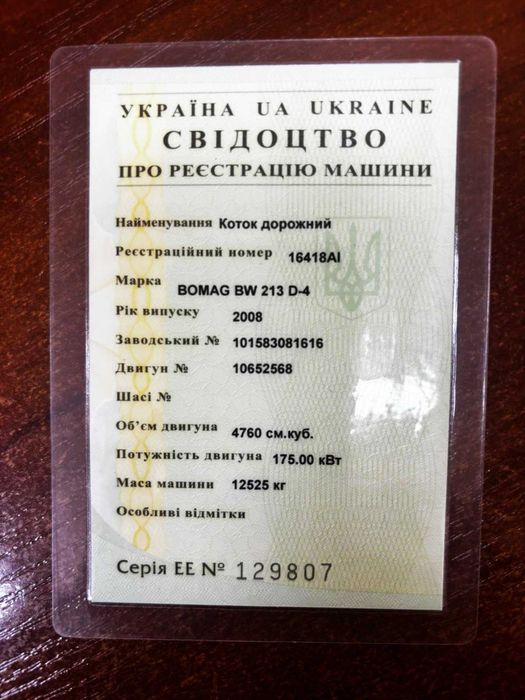 УКРАЇНА UA UKRAINE
СВІДОЦТВО
ПРО РЕЄСТРАЦІЮ МАШИНИ
Найменування Коток дорожний
Реєстраційний номер 16418АІ
Марка BOMAG BW 213 D-4
Рік випуску 2008
Заводський № 101583081616
Двигун № 10652568
Шасі №
Об'єм двигуна 4760 см.куб.
Потужність двигуна 175.00 кВт
Маса машини 12525 кг
Особливі відмітки
Серія ЕЕ № 129807